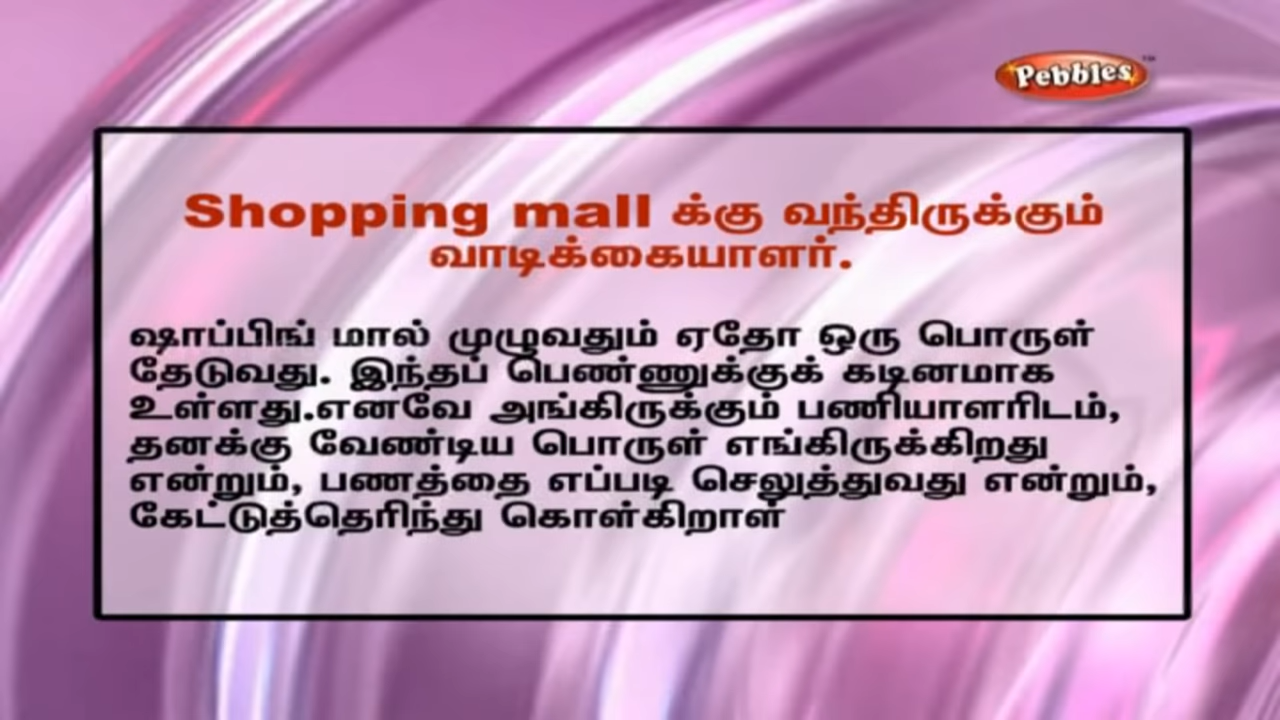 Pebbles™
Shopping mall க்கு வந்திருக்கும்
வாடிக்கையாளர்.
ஷாப்பிங் மால் முழுவதும் ஏதோ ஒரு பொருள்
தேடுவது. இந்தப் பெண்ணுக்குக் கடினமாக
உள்ளது.எனவே அங்கிருக்கும் பணியாளரிடம்,
தனக்கு வேண்டிய பொருள் எங்கிருக்கிறது
என்றும், பணத்தை எப்படி செலுத்துவது என்றும்,
கேட்டுத்தெரிந்து கொள்கிறாள்